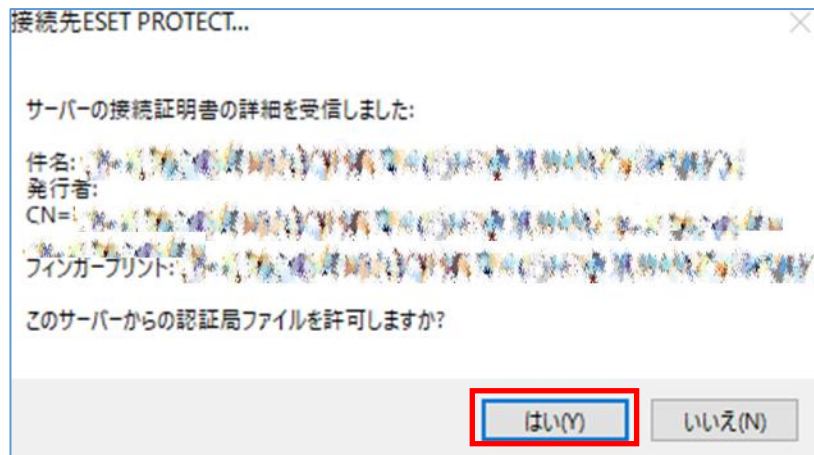 接続先ESET PROTECT...
サーバーの接続証明書の詳細を受信しました:
件名:
発行者:
CN=
フィンガープリント:
このサーバーからの認証局ファイルを許可しますか?
はい(Y)
いいえ(N)